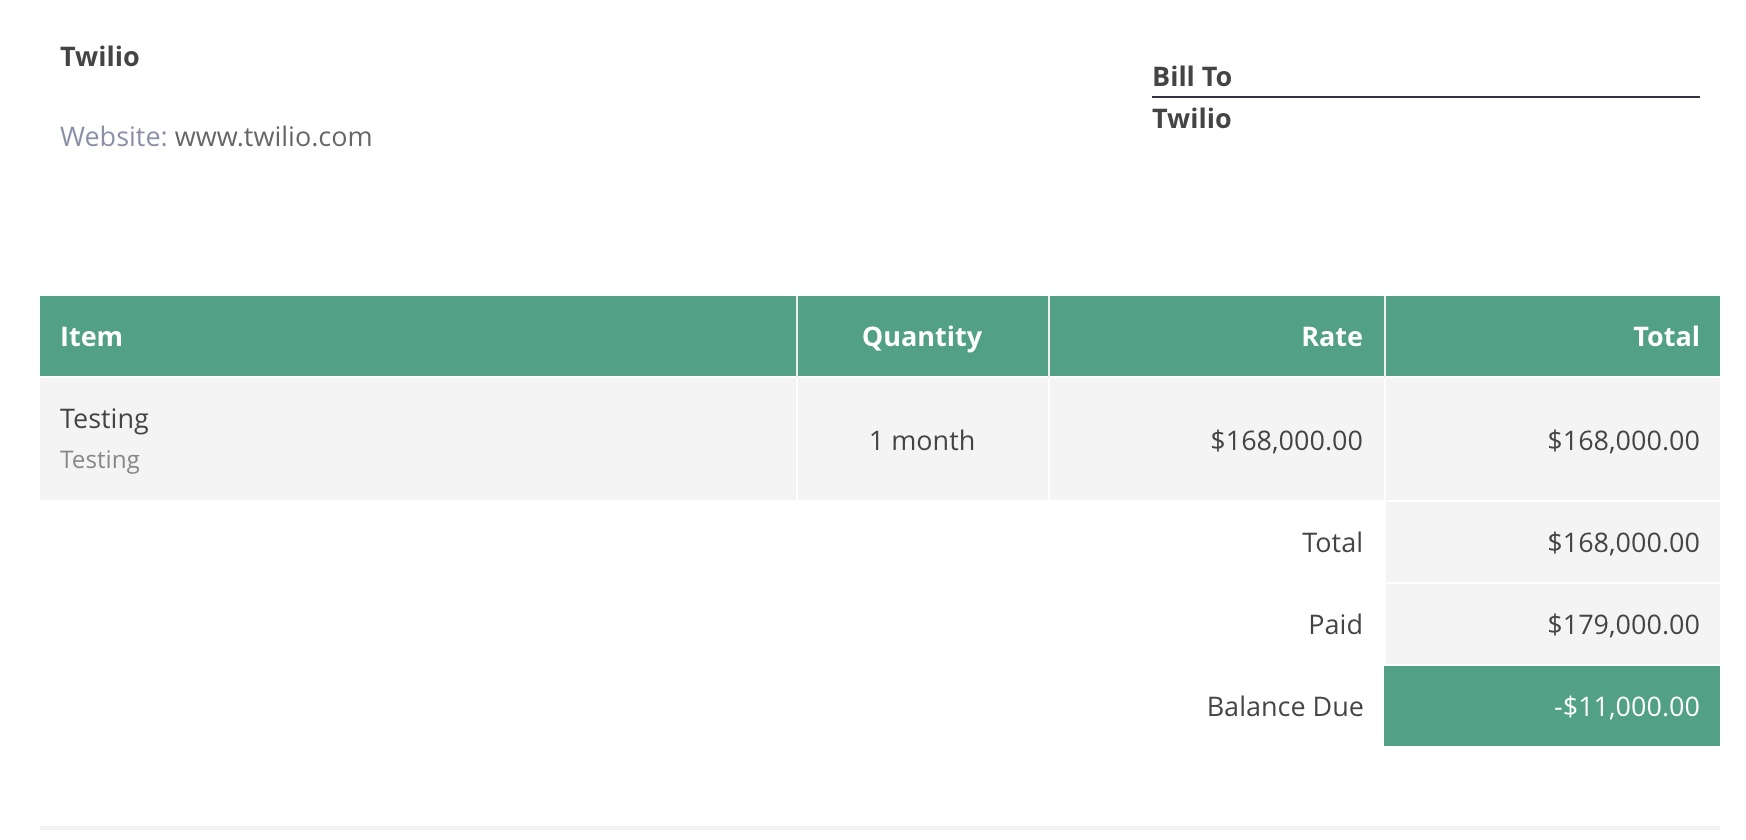 Twilio
Website: www.twilio.com
Bill To
Twilio
Item Quantity Rate Total
Testing
Testing
1 month $168,000.00 $168,000.00
Total $168,000.00
Paid $179,000.00
Balance Due -$11,000.00